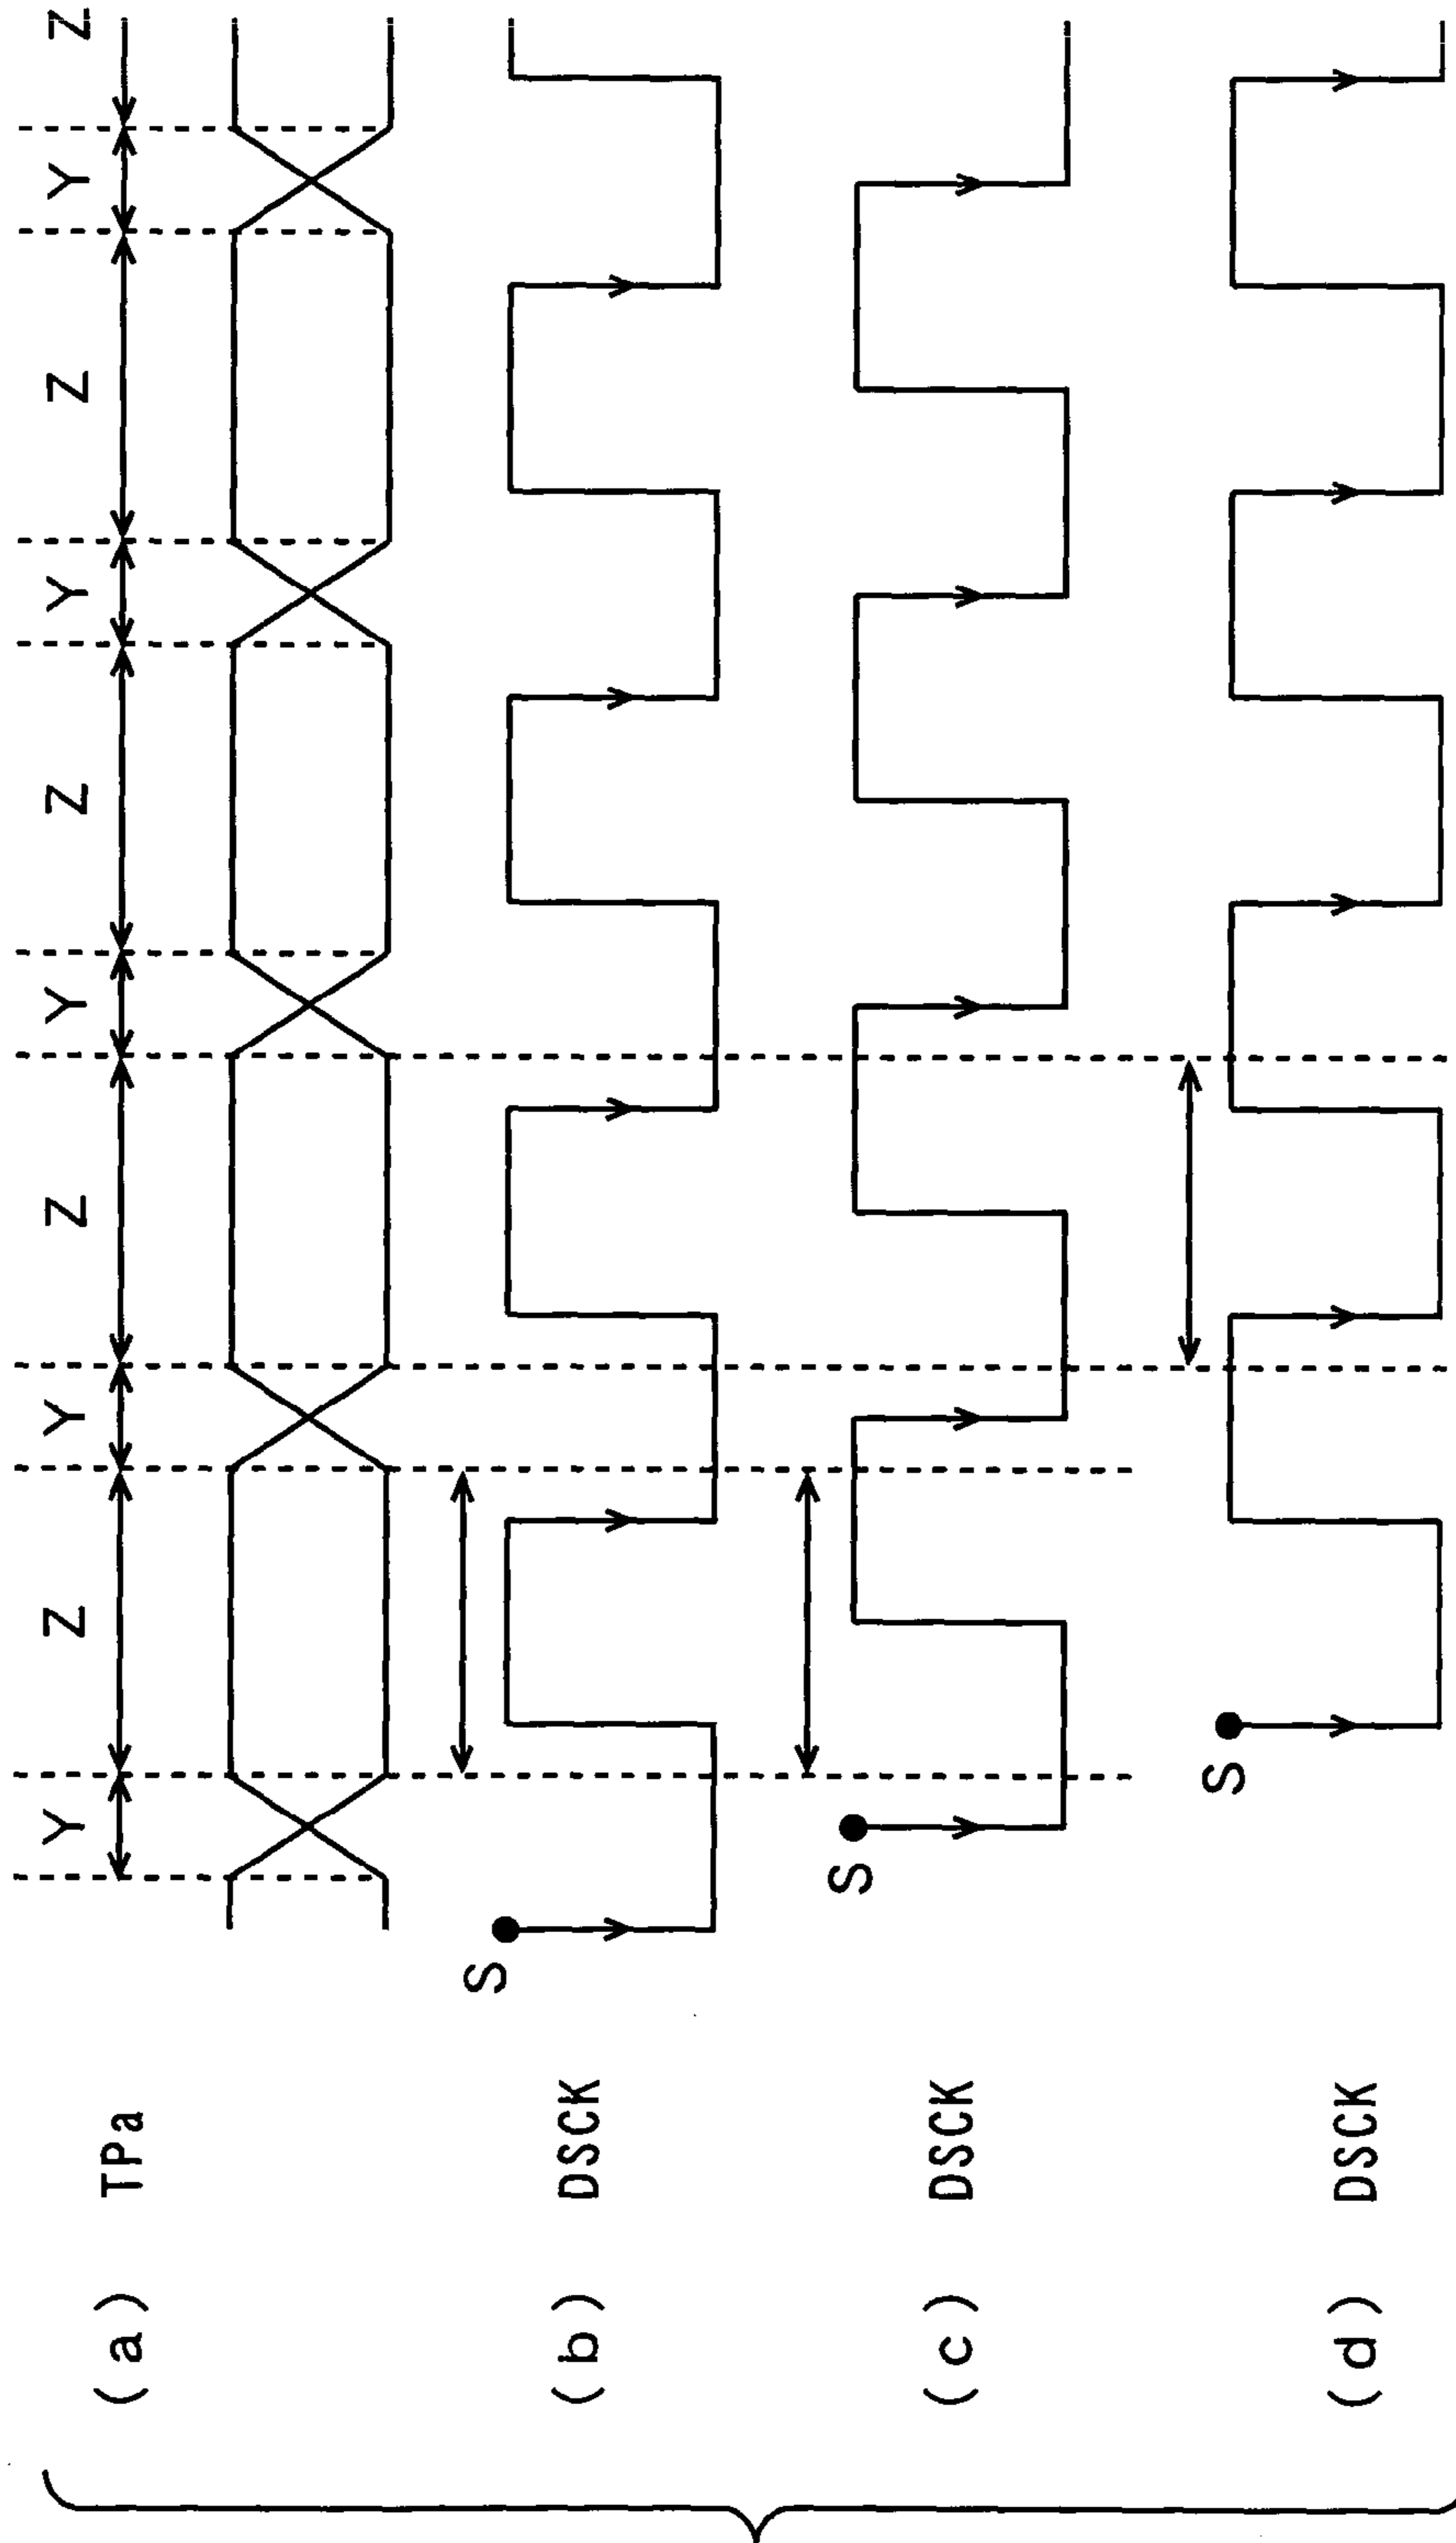 ( a ) TPa Y Z Y Z Y Z Y Z Y Z
( b ) DSCK S
( c ) DSCK S
( d ) DSCK S